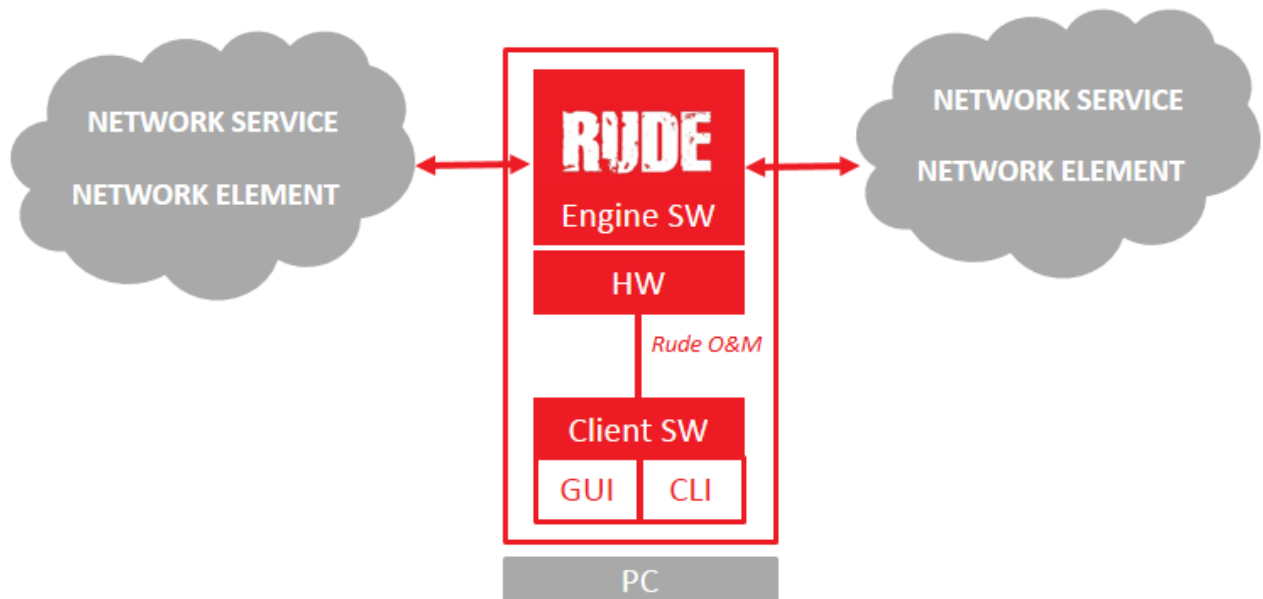 NETWORK SERVICE
NETWORK ELEMENT
RUDE
Engine SW
HW
Rude O&M
Client SW
GUI
CLI
PC
NETWORK SERVICE
NETWORK ELEMENT